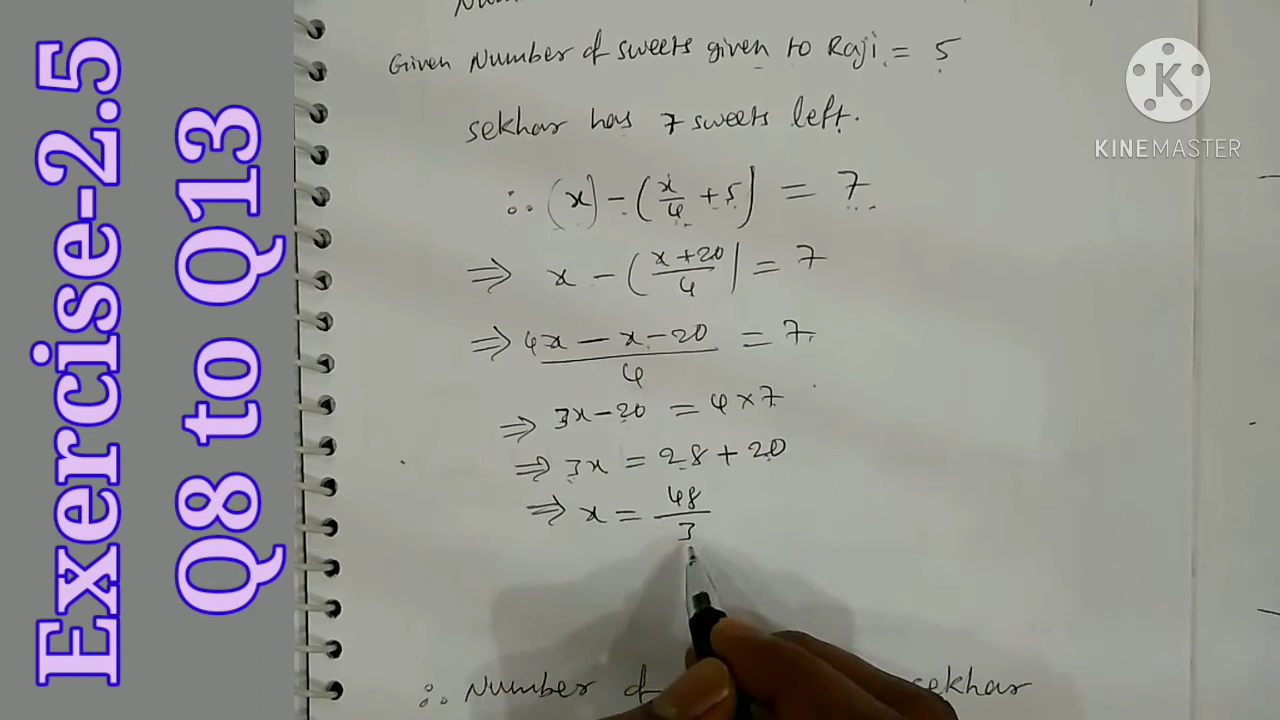 Exercise-2.5
Q8 to Q13
Given Number of sweets given to Raji = 5
sekhar has 7 sweets left.
∴ (x) - (x/4 + 5) = 7
⇒ x - (x+20/4) = 7
⇒ 4x - x - 20/4 = 7
⇒ 3x - 20 = 4 × 7
⇒ 3x = 28 + 20
⇒ x = 48/3
∴ Number of sekhar
K
KINEMASTER